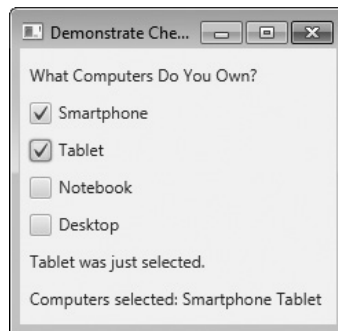 Demonstrate Che...
What Computers Do You Own?
Smartphone
Tablet
Notebook
Desktop
Tablet was just selected.
Computers selected: Smartphone Tablet